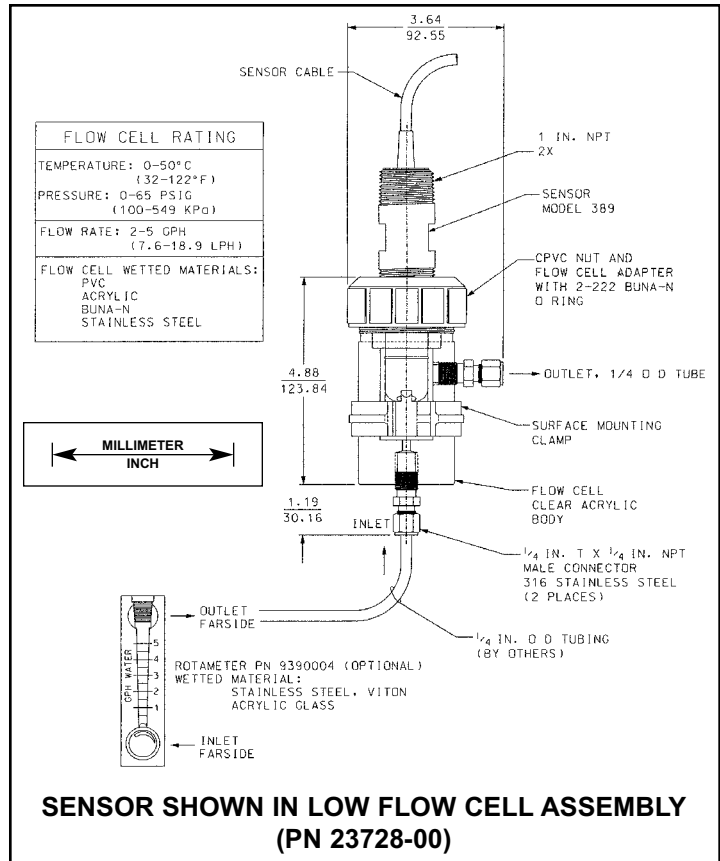 3.64
92.55
SENSOR CABLE
FLOW CELL RATING
TEMPERATURE: 0-50°C
(32-122°F)
PRESSURE: 0-65 PSIG
(100-549 KPa)
FLOW RATE: 2-5 GPH
(7.6-18.9 LPH)
FLOW CELL WETTED MATERIALS:
PVC
ACRYLIC
BUNA-N
STAINLESS STEEL
1 IN. NPT
2X
SENSOR
MODEL 389
CPVC NUT AND
FLOW CELL ADAPTER
WITH 2-222 BUNA-N
O RING
4.88
123.84
OUTLET, 1/4 O D TUBE
SURFACE MOUNTING
CLAMP
MILLIMETER
INCH
1.19
30.16
INLET
FLOW CELL
CLEAR ACRYLIC
BODY
1/4 IN. T X 1/4 IN. NPT
MALE CONNECTOR
316 STAINLESS STEEL
(2 PLACES)
1/4 IN. O D TUBING
(BY OTHERS)
OUTLET
FARSIDE
GPH WATER
5
4
3
2
1
ROTAMETER PN 9390004 (OPTIONAL)
WETTED MATERIAL:
STAINLESS STEEL, VITON
ACRYLIC GLASS
INLET
FARSIDE
SENSOR SHOWN IN LOW FLOW CELL ASSEMBLY
(PN 23728-00)